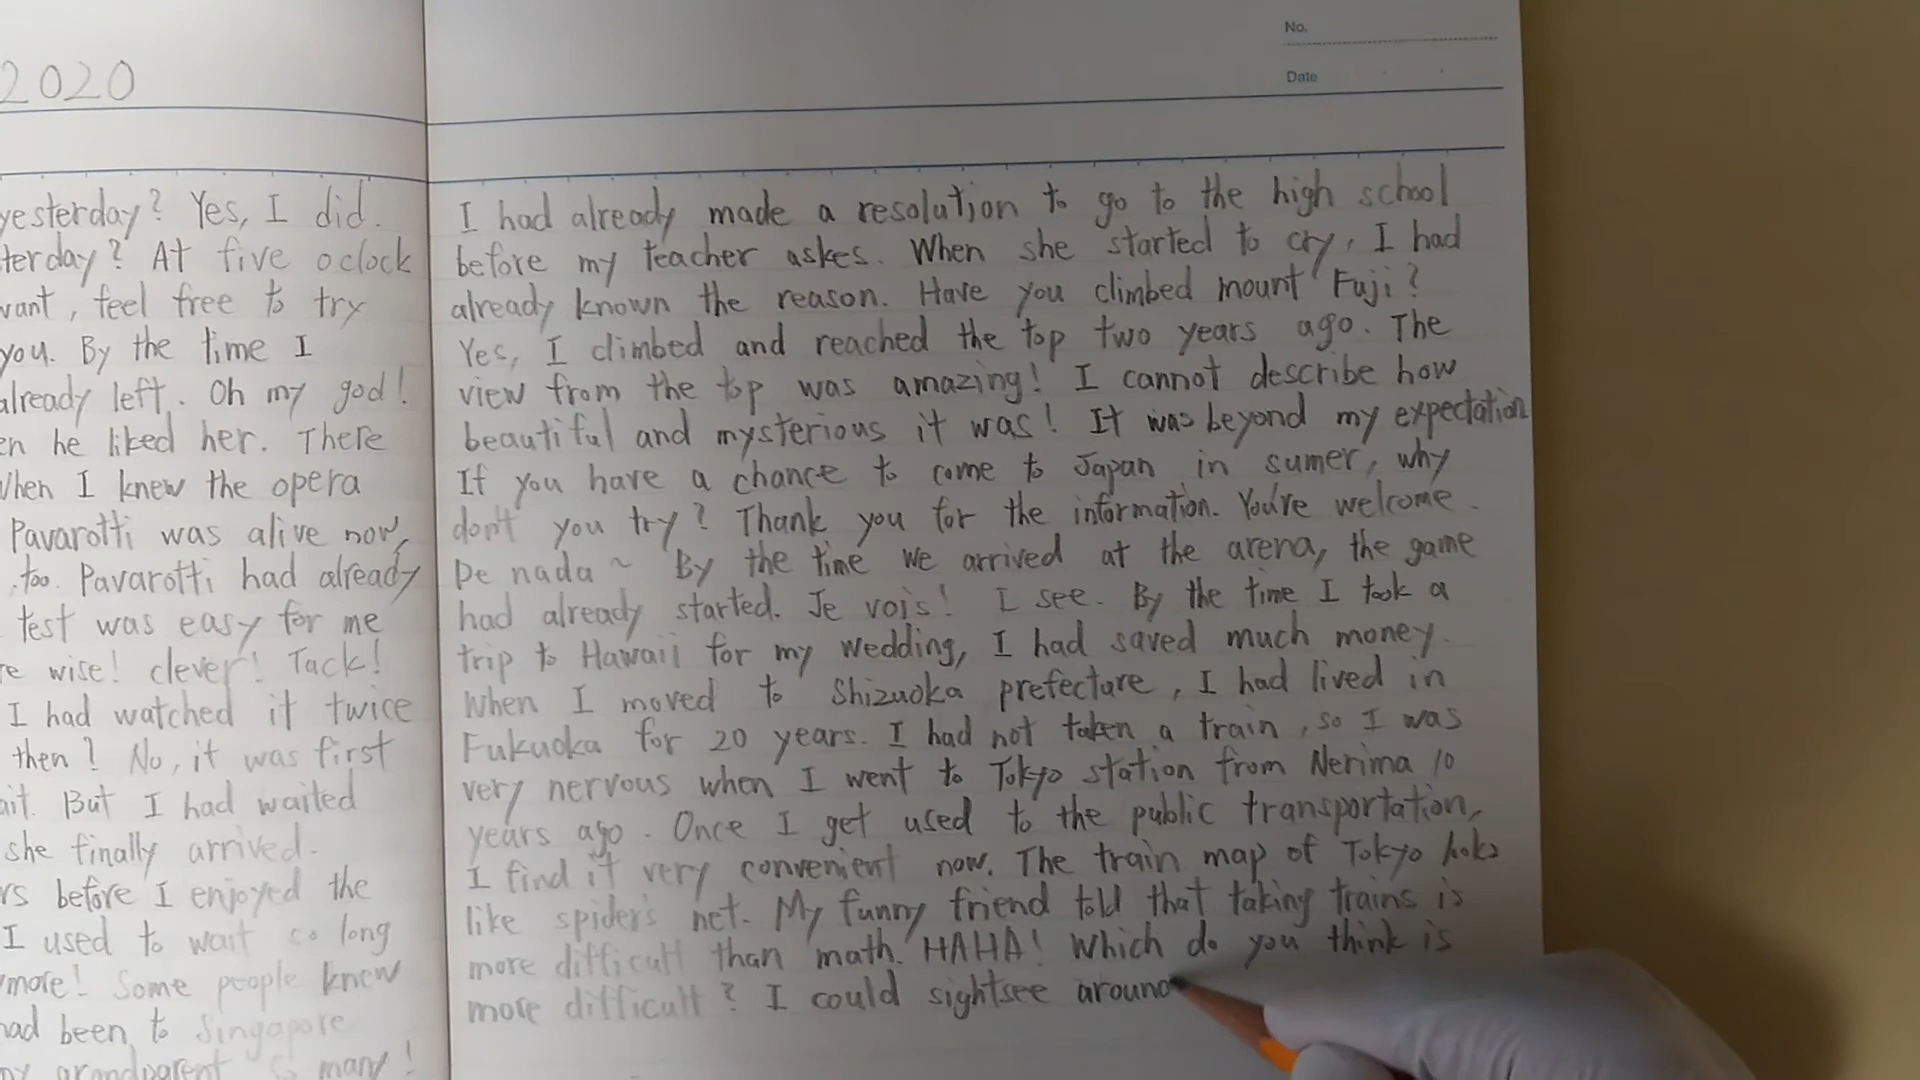 2020
yesterday? Yes, I did.
terday? At five oclock
want, feel free to try
you. By the time I
already left. Oh my god!
en he liked her. There
When I knew the opera
Pavarotti was alive now,
too. Pavarotti had already
test was easy for me
re wise! clever! Tack!
I had watched it twice
then? No, it was first
ait. But I had waited
she finally arrived.
rs before I enjoyed the
I used to wait so long
more! Some people knew
had been to Singapore
my grandparent is many!
No.
Date
I had already made a resolution to go to the high school
before my teacher askes. When she started to cry, I had
already known the reason. Have you climbed mount Fuji?
Yes, I climbed and reached the top two years ago. The
view from the top was amazing! I cannot describe how
beautiful and mysterious it was! It was beyond my expectation
If you have a chance to come to Japan in sumer, why
don't you try? Thank you for the information. You're welcome.
De nada ~ By the time we arrived at the arena, the game
had already started. Je vois! I see. By the time I took a
trip to Hawaii for my wedding, I had saved much money.
When I moved to Shizuoka prefecture, I had lived in
Fukuoka for 20 years. I had not taken a train, so I was
very nervous when I went to Tokyo station from Nerima 10
years ago. Once I get used to the public transportation,
I find it very convenient now. The train map of Tokyo looks
like spider's net. My funny friend told that taking trains is
more difficult than math. HAHA! Which do you think is
more difficult? I could sightsee around